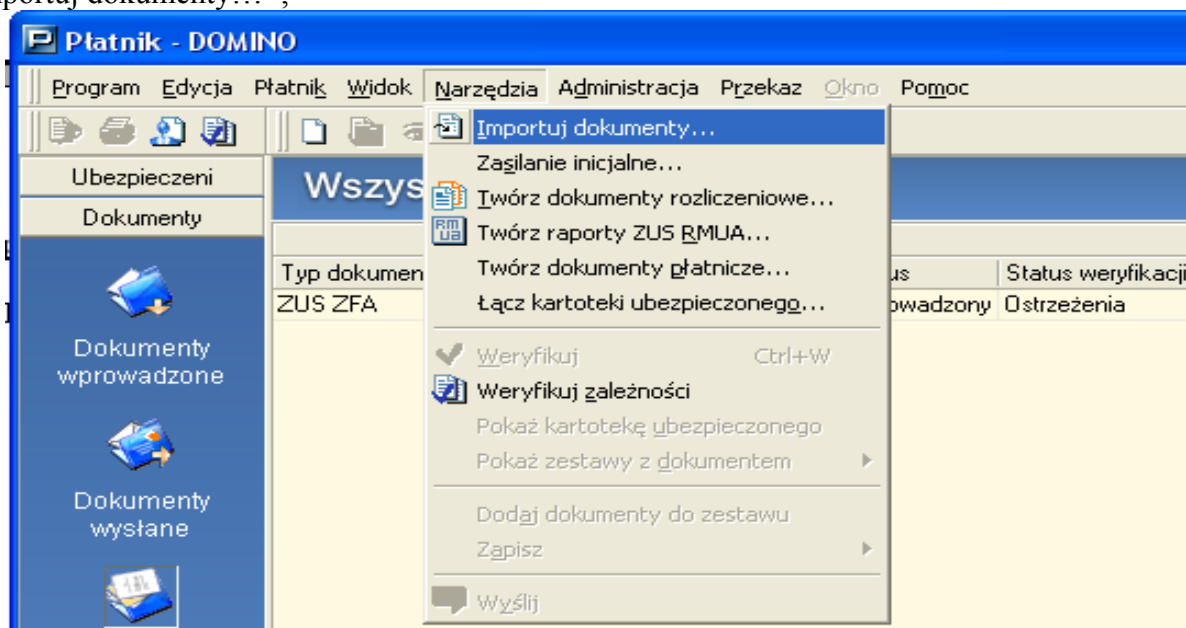 portuj dokumenty…”,
Płatnik - DOMINO
Program Edycja Płatnik Widok Narzędzia Administracja Przekaz Okno Pomoc
Importuj dokumenty...
Ubezpieczeni
Wszys
Zasilanie inicjalne...
Twórz dokumenty rozliczeniowe...
Dokumenty
Twórz raporty ZUS RMUA...
Typ dokumen
Twórz dokumenty płatnicze...
us
Status weryfikacji
ZUS ZFA
Łącz kartoteki ubezpieczonego...
owadzony
Ostrzeżenia
Dokumenty
wprowadzone
Weryfikuj Ctrl+W
Weryfikuj zależności
Pokaż kartotekę ubezpieczonego
Pokaż zestawy z dokumentem
Dokumenty
wysłane
Dodaj dokumenty do zestawu
Zapisz
Wyślij